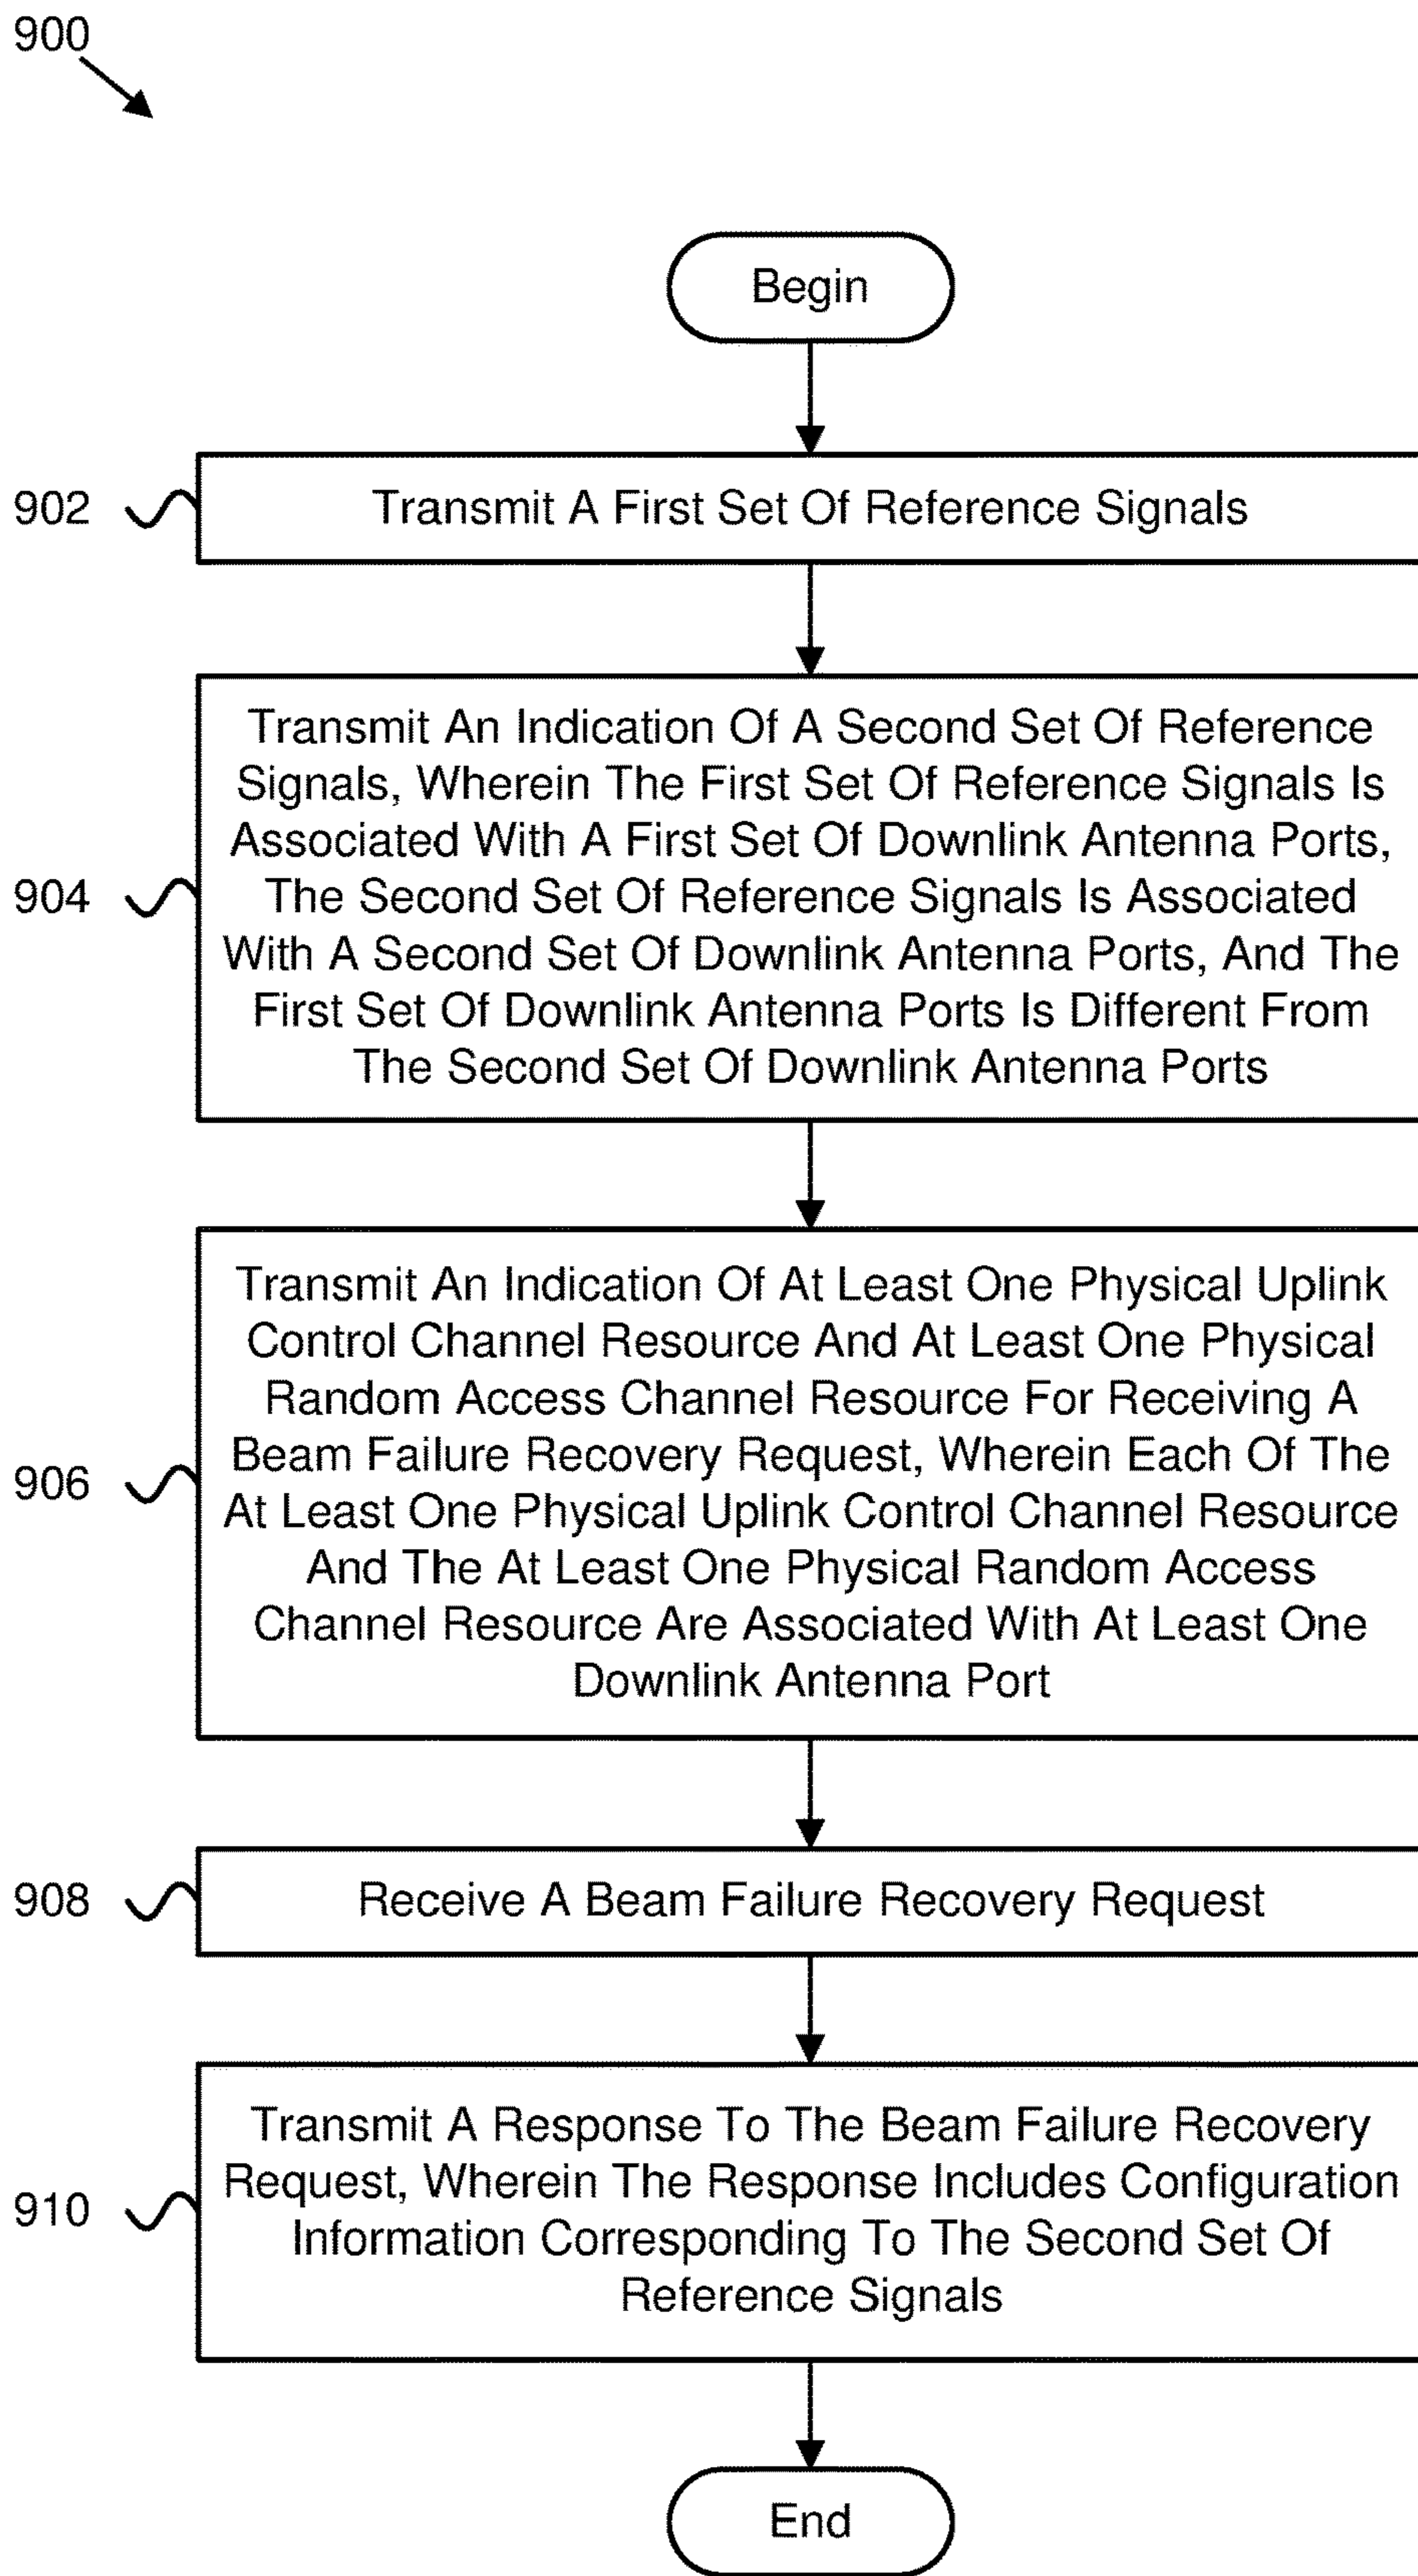 900
Begin
902
Transmit A First Set Of Reference Signals
904
Transmit An Indication Of A Second Set Of Reference
Signals, Wherein The First Set Of Reference Signals Is
Associated With A First Set Of Downlink Antenna Ports,
The Second Set Of Reference Signals Is Associated
With A Second Set Of Downlink Antenna Ports, And The
First Set Of Downlink Antenna Ports Is Different From
The Second Set Of Downlink Antenna Ports
906
Transmit An Indication Of At Least One Physical Uplink
Control Channel Resource And At Least One Physical
Random Access Channel Resource For Receiving A
Beam Failure Recovery Request, Wherein Each Of The
At Least One Physical Uplink Control Channel Resource
And The At Least One Physical Random Access
Channel Resource Are Associated With At Least One
Downlink Antenna Port
908
Receive A Beam Failure Recovery Request
910
Transmit A Response To The Beam Failure Recovery
Request, Wherein The Response Includes Configuration
Information Corresponding To The Second Set Of
Reference Signals
End